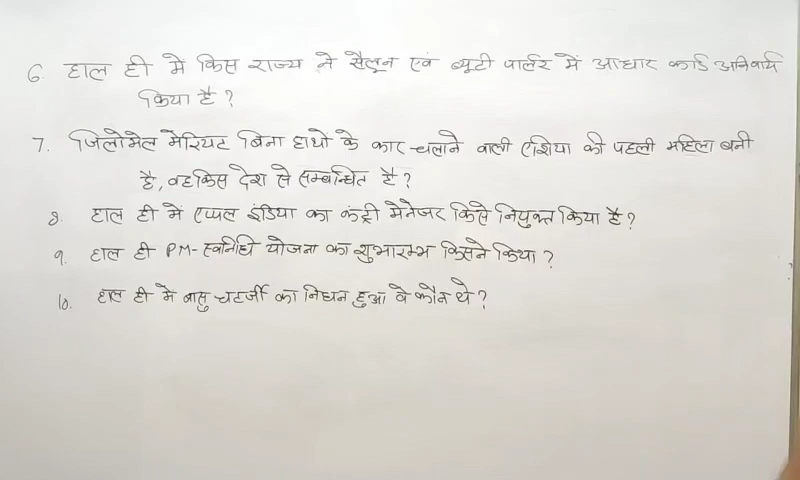 6. हाल ही में किस राज्य ने सैलून एवं ब्यूटी पार्लर में आधार कार्ड अनिवार्य
किया है ?
7. जिलोमेल मेरियट बिना हाथो के कार चलाने वाली एशिया की पहली महिला बनी
है, वह किस देश से सम्बन्धित है ?
8. हाल ही में एप्पल इंडिया का कंट्री मेनेजर किसे नियुक्त किया है ?
9. हाल ही PM-स्वनिधि योजना का शुभारम्भ किसने किया ?
10. हाल ही में बासु चटर्जी का निधन हुआ वे कौन थे ?